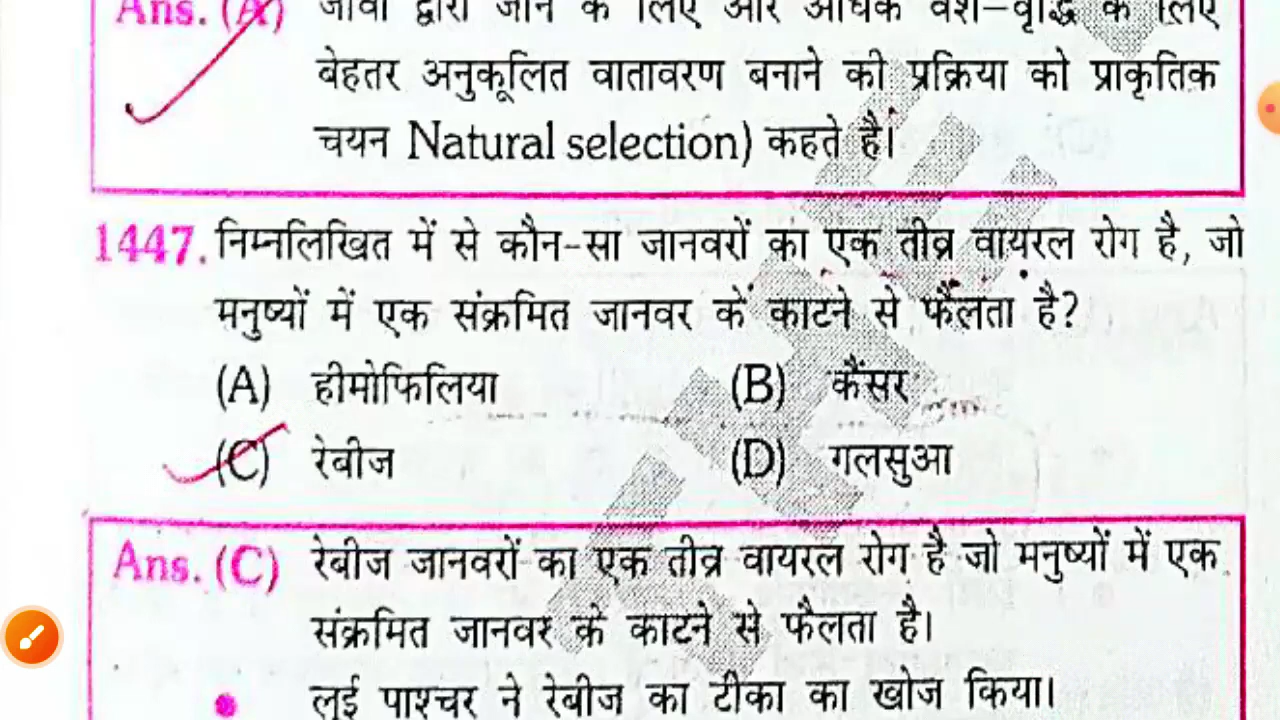 Ans. (A) जीवों द्वारा जीने के लिए और अधिक वंश–वृद्धि के लिए
बेहतर अनुकूलित वातावरण बनाने की प्रक्रिया को प्राकृतिक
चयन Natural selection) कहते है।
1447. निम्नलिखित में से कौन-सा जानवरों का एक तीव्र वायरल रोग है, जो
मनुष्यों में एक संक्रमित जानवर के काटने से फैलता है?
(A) हीमोफिलिया (B) कैंसर
(C) रेबीज (D) गलसुआ
Ans. (C) रेबीज जानवरों का एक तीव्र वायरल रोग है जो मनुष्यों में एक
संक्रमित जानवर के काटने से फैलता है।
लुई पाश्चर ने रेबीज का टीका का खोज किया।